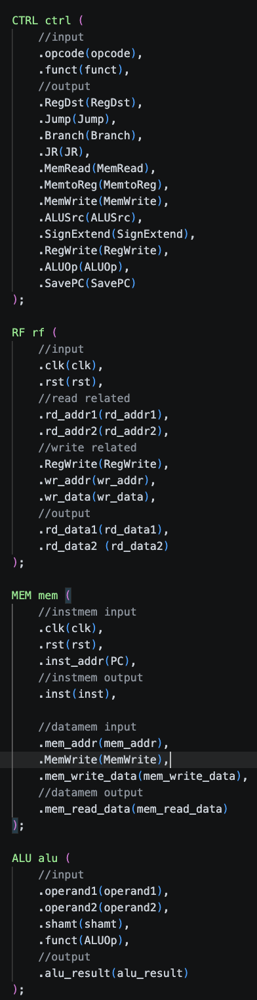 CTRL ctrl (
    //input
    .opcode(opcode),
    .funct(funct),
    //output
    .RegDst(RegDst),
    .Jump(Jump),
    .Branch(Branch),
    .JR(JR),
    .MemRead(MemRead),
    .MemtoReg(MemtoReg),
    .MemWrite(MemWrite),
    .ALUSrc(ALUSrc),
    .SignExtend(SignExtend),
    .RegWrite(RegWrite),
    .ALUOp(ALUOp),
    .SavePC(SavePC)
);

RF rf (
    //input
    .clk(clk),
    .rst(rst),
    //read related
    .rd_addr1(rd_addr1),
    .rd_addr2(rd_addr2),
    //write related
    .RegWrite(RegWrite),
    .wr_addr(wr_addr),
    .wr_data(wr_data),
    //output
    .rd_data1(rd_data1),
    .rd_data2 (rd_data2)
);

MEM mem (
    //instmem input
    .clk(clk),
    .rst(rst),
    .inst_addr(PC),
    //instmem output
    .inst(inst),

    //datamem input
    .mem_addr(mem_addr),
    .MemWrite(MemWrite),
    .mem_write_data(mem_write_data),
    //datamem output
    .mem_read_data(mem_read_data)
);

ALU alu (
    //input
    .operand1(operand1),
    .operand2(operand2),
    .shamt(shamt),
    .funct(ALUOp),
    //output
    .alu_result(alu_result)
);